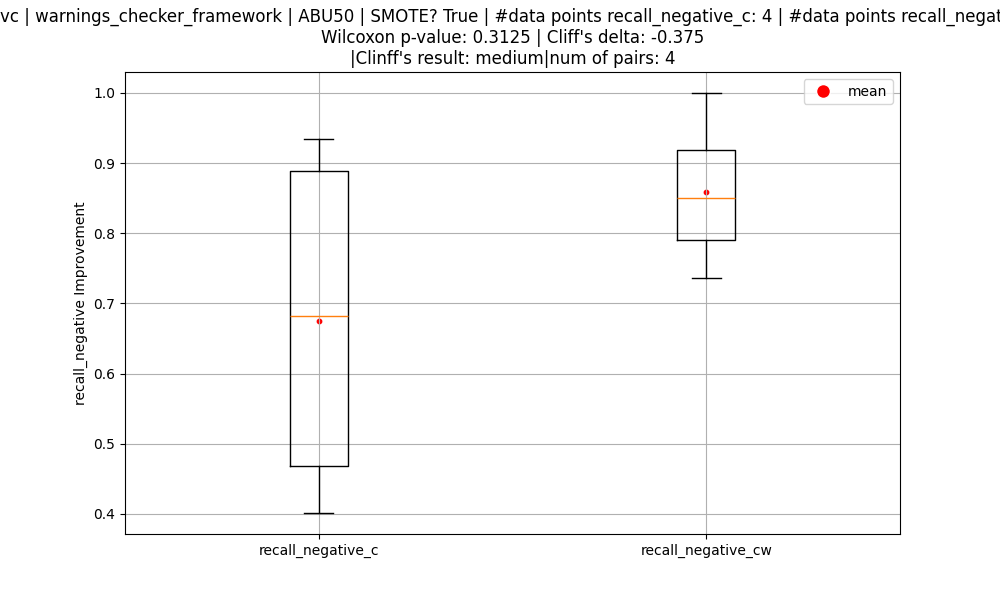 vc | warnings_checker_framework | ABU50 | SMOTE? True | #data points recall_negative_c: 4 | #data points
Wilcoxon p-value: 0.3125 | Cliff's delta: -0.375
|Clinff's result: medium|num of pairs: 4
mean
1.0
0.9
0.8
0.7
0.6
0.5
0.4
recall_negative Improvement
recall_negative_c
recall_negative_cw